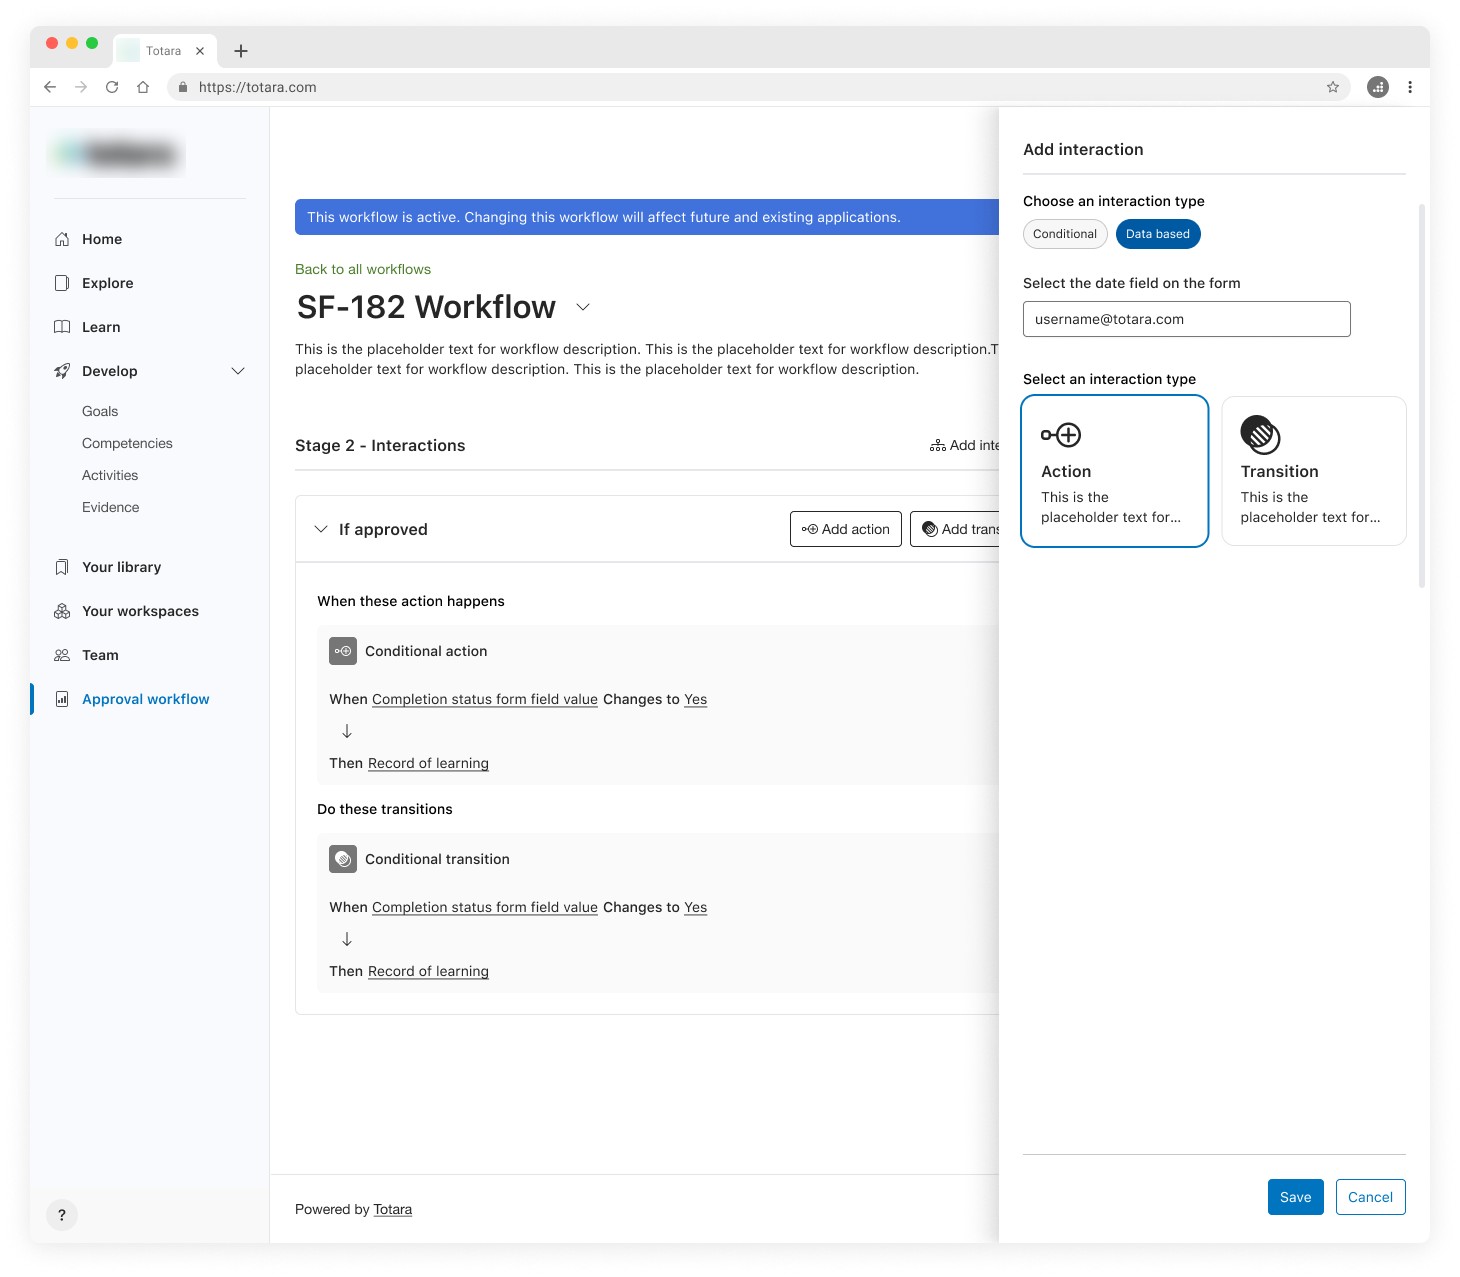 Totara
https://totara.com
Home
Explore
Learn
Develop
Goals
Competencies
Activities
Evidence
Your library
Your workspaces
Team
Approval workflow
?
This workflow is active. Changing this workflow will affect future and existing applications.
Back to all workflows
SF-182 Workflow
This is the placeholder text for workflow description. This is the placeholder text for workflow description.T
placeholder text for workflow description. This is the placeholder text for workflow description.
Stage 2 - Interactions
Add inte
If approved
Add action
Add trans
When these action happens
Conditional action
When Completion status form field value Changes to Yes
Then Record of learning
Do these transitions
Conditional transition
When Completion status form field value Changes to Yes
Then Record of learning
Powered by Totara
Add interaction
Choose an interaction type
Conditional
Data based
Select the date field on the form
username@totara.com
Select an interaction type
Action
This is the
placeholder text for...
Transition
This is the
placeholder text for...
Save
Cancel